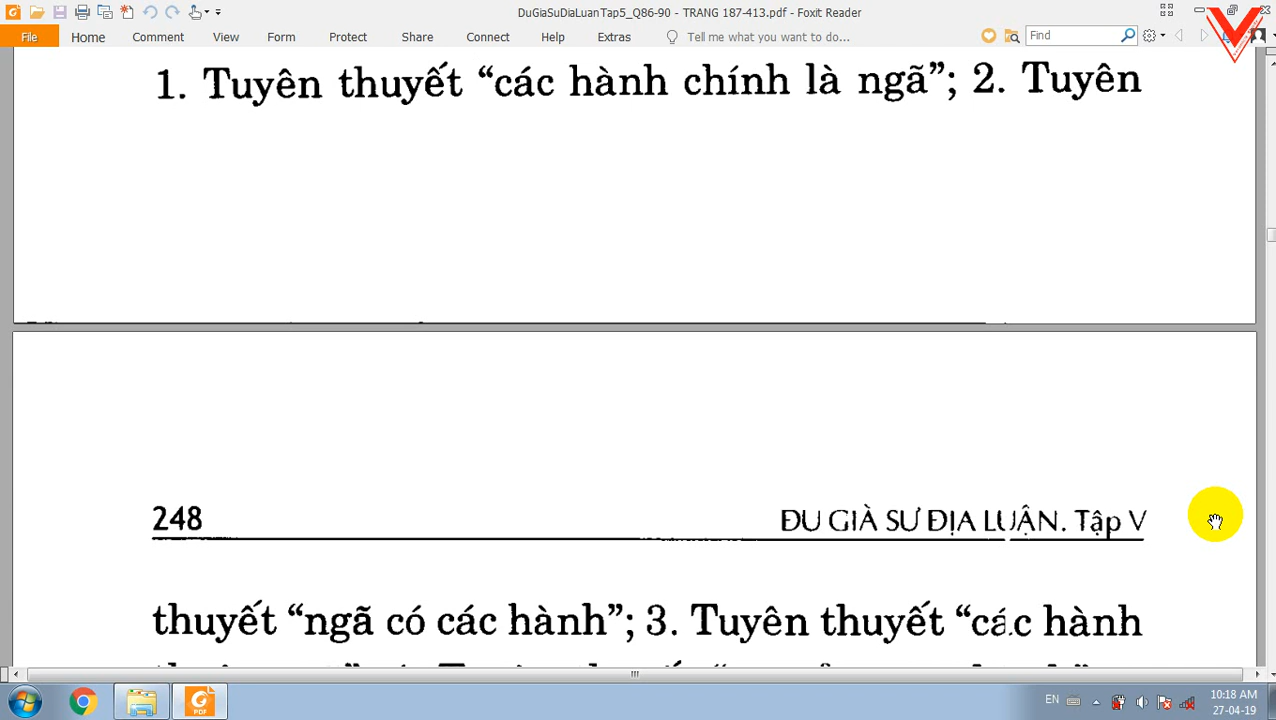 DuGiaSuDiaLuanTap5_Q86-90 - TRANG 187-413.pdf - Foxit Reader
File Home Comment View Form Protect Share Connect Help Extras Tell me what you want to do... Find
1. Tuyên thuyết “các hành chính là ngã”; 2. Tuyên
248 DU GIÀ SƯ ĐỊA LUẬN. Tập V
thuyết “ngã có các hành”; 3. Tuyên thuyết “các hành
PDF
EN
10:18 AM
27-04-19